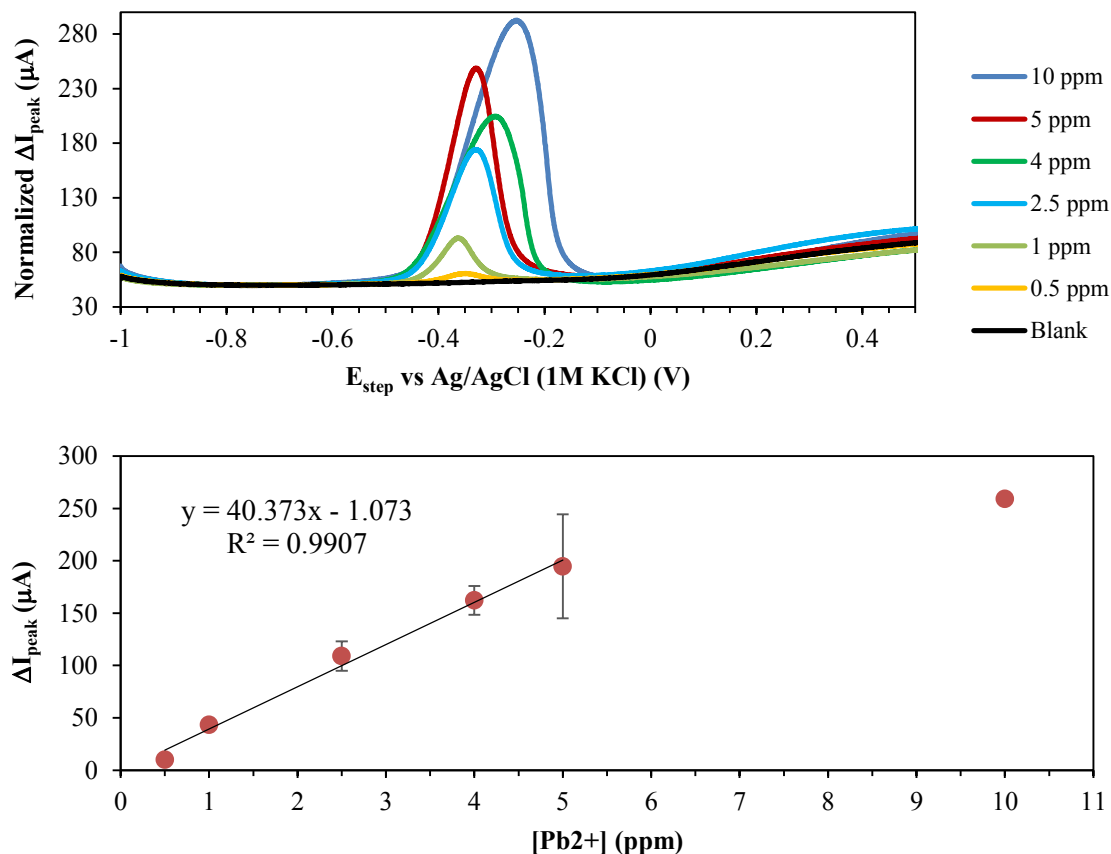 Normalized ΔI_peak (µA)
280
230
180
130
80
30
-1
-0.8
-0.6
-0.4
-0.2
0
0.2
0.4
E_step vs Ag/AgCl (1M KCl) (V)
10 ppm
5 ppm
4 ppm
2.5 ppm
1 ppm
0.5 ppm
Blank
ΔI_peak (µA)
300
250
200
150
100
50
0
y = 40.373x - 1.073
R² = 0.9907
0
1
2
3
4
5
6
7
8
9
10
11
[Pb2+] (ppm)